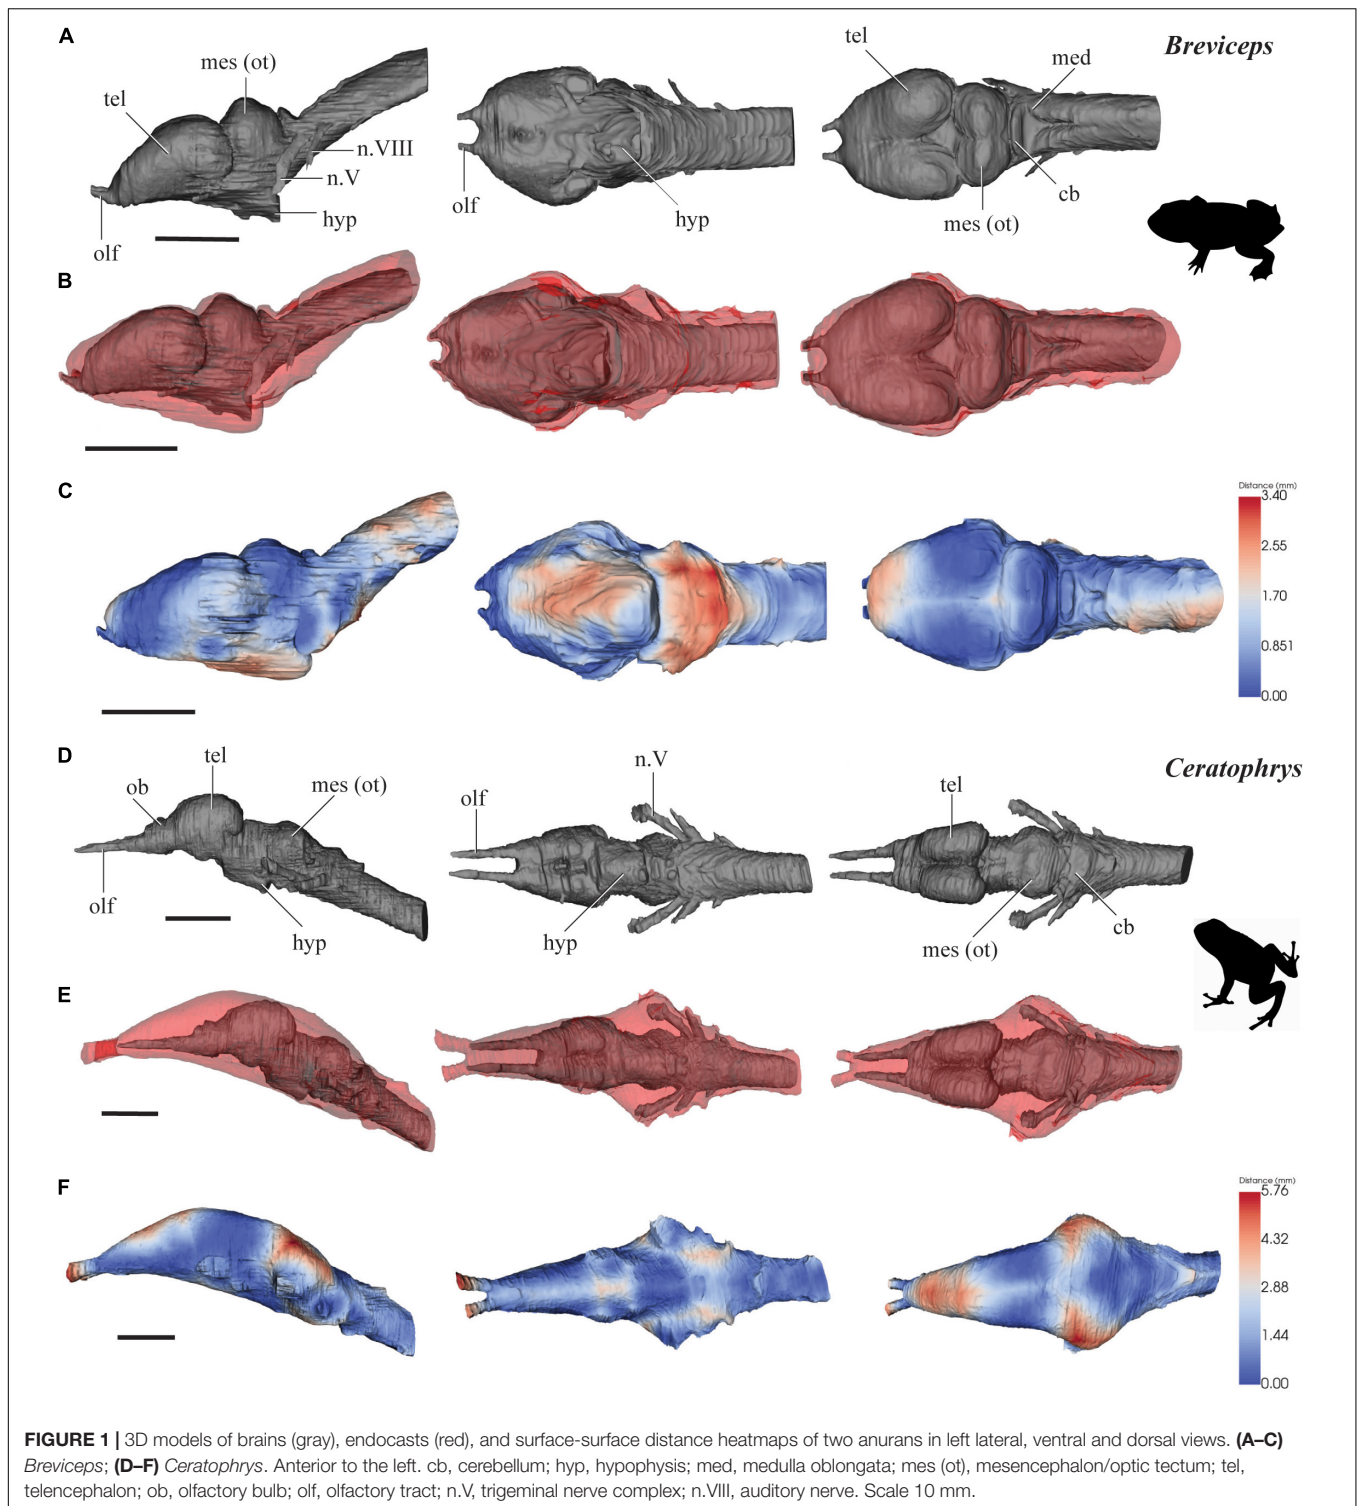 A
Breviceps
tel
mes (ot)
n.VIII
n.V
hyp
olf
olf
hyp
tel
med
cb
mes (ot)
B
C
Distance (mm)
3.40
2.55
1.70
0.851
0.00
D
Ceratophrys
ob
tel
mes (ot)
olf
hyp
olf
n.V
hyp
tel
mes (ot)
cb
E
F
Distance (mm)
5.76
4.32
2.88
1.44
0.00
FIGURE 1 | 3D models of brains (gray), endocasts (red), and surface-surface distance heatmaps of two anurans in left lateral, ventral and dorsal views. (A–C)
Breviceps; (D–F) Ceratophrys. Anterior to the left. cb, cerebellum; hyp, hypophysis; med, medulla oblongata; mes (ot), mesencephalon/optic tectum; tel,
telencephalon; ob, olfactory bulb; olf, olfactory tract; n.V, trigeminal nerve complex; n.VIII, auditory nerve. Scale 10 mm.